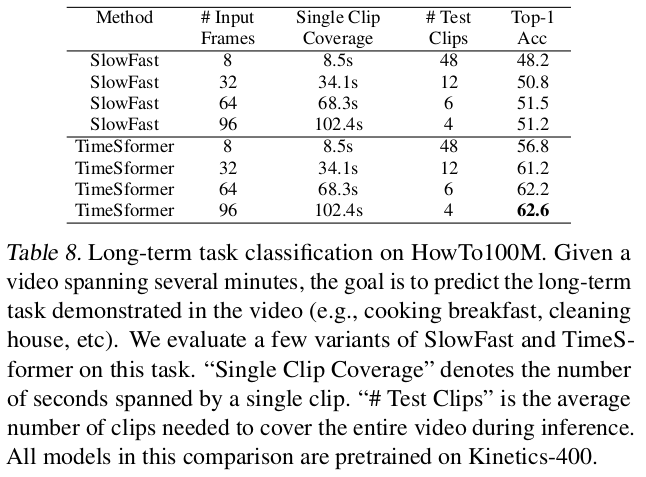 Method # Input Single Clip # Test Top-1
Frames Coverage Clips Acc
SlowFast 8 8.5s 48 48.2
SlowFast 32 34.1s 12 50.8
SlowFast 64 68.3s 6 51.5
SlowFast 96 102.4s 4 51.2
TimeSformer 8 8.5s 48 56.8
TimeSformer 32 34.1s 12 61.2
TimeSformer 64 68.3s 6 62.2
TimeSformer 96 102.4s 4 62.6
Table 8. Long-term task classification on HowTo100M. Given a
video spanning several minutes, the goal is to predict the long-term
task demonstrated in the video (e.g., cooking breakfast, cleaning
house, etc). We evaluate a few variants of SlowFast and TimeS-
former on this task. “Single Clip Coverage” denotes the number
of seconds spanned by a single clip. “# Test Clips” is the average
number of clips needed to cover the entire video during inference.
All models in this comparison are pretrained on Kinetics-400.